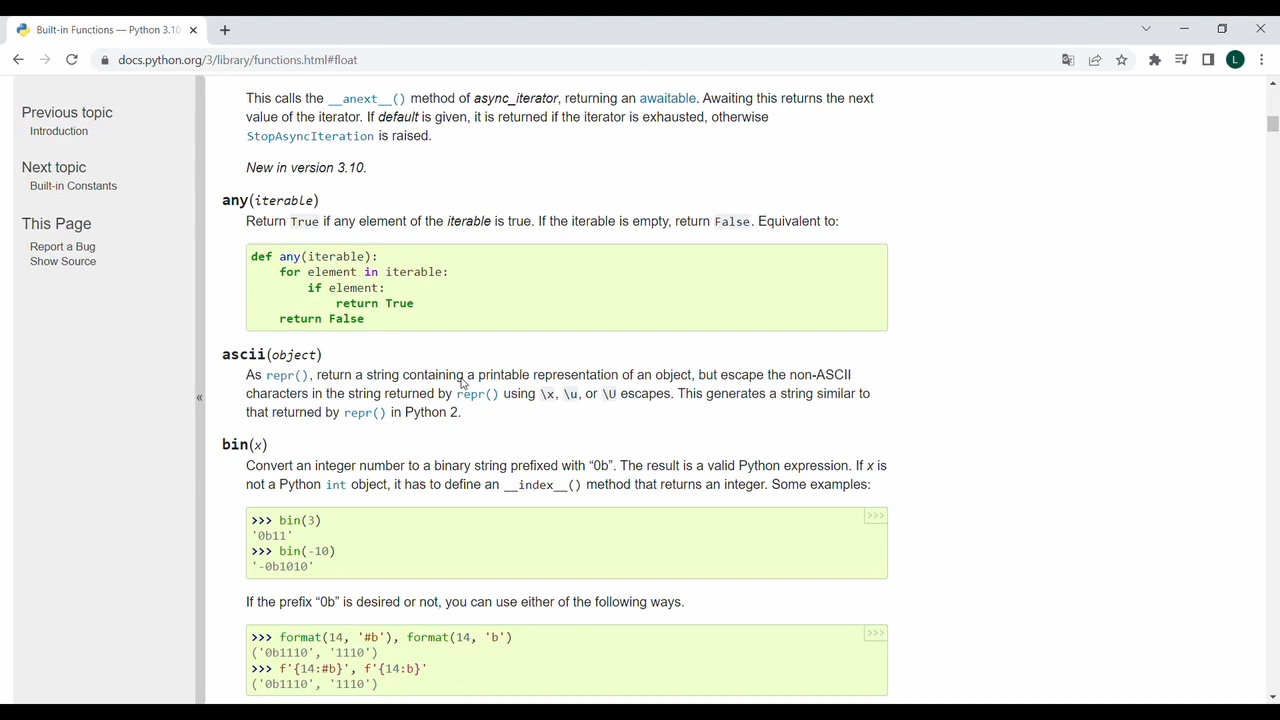 Built-in Functions — Python 3.10
docs.python.org/3/library/functions.html#float
L
Previous topic
Introduction
Next topic
Built-in Constants
This Page
Report a Bug
Show Source
«
This calls the __anext__() method of async_iterator, returning an awaitable. Awaiting this returns the next
value of the iterator. If default is given, it is returned if the iterator is exhausted, otherwise
StopAsyncIteration is raised.
New in version 3.10.
any(iterable)
Return True if any element of the iterable is true. If the iterable is empty, return False. Equivalent to:
def any(iterable):
    for element in iterable:
        if element:
            return True
    return False
ascii(object)
As repr(), return a string containing a printable representation of an object, but escape the non-ASCII
characters in the string returned by repr() using \x, \u, or \U escapes. This generates a string similar to
that returned by repr() in Python 2.
bin(x)
Convert an integer number to a binary string prefixed with “0b”. The result is a valid Python expression. If x is
not a Python int object, it has to define an __index__() method that returns an integer. Some examples:
>>> bin(3)
>>>
'0b11'
>>> bin(-10)
'-0b1010'
If the prefix “0b” is desired or not, you can use either of the following ways.
>>> format(14, '#b'), format(14, 'b')
>>>
('0b1110', '1110')
>>> f'{14:#b}', f'{14:b}'
('0b1110', '1110')